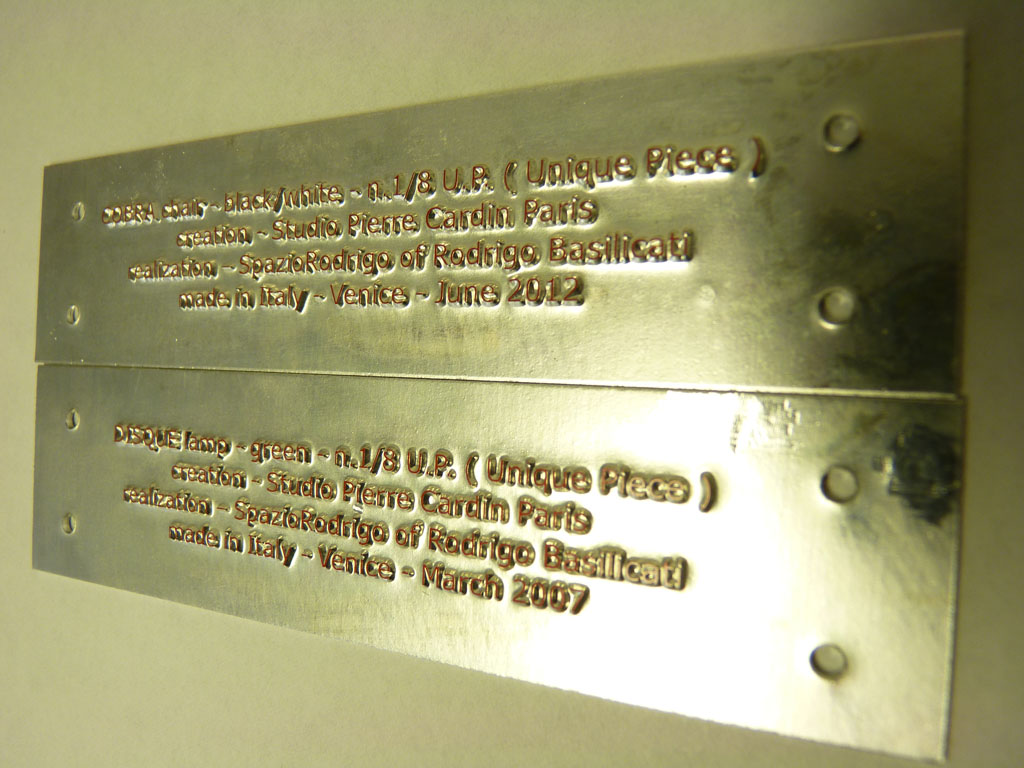 COBRA chair - black/white - n.1/8 U.P. ( Unique Piece )
creation - Studio Pierre Cardin Paris
realization - SpazioRodrigo of Rodrigo Basilicati
made in Italy - Venice - June 2012
DISQUE lamp - green - n.1/8 U.P. ( Unique Piece )
creation - Studio Pierre Cardin Paris
realization - SpazioRodrigo of Rodrigo Basilicati
made in Italy - Venice - March 2007